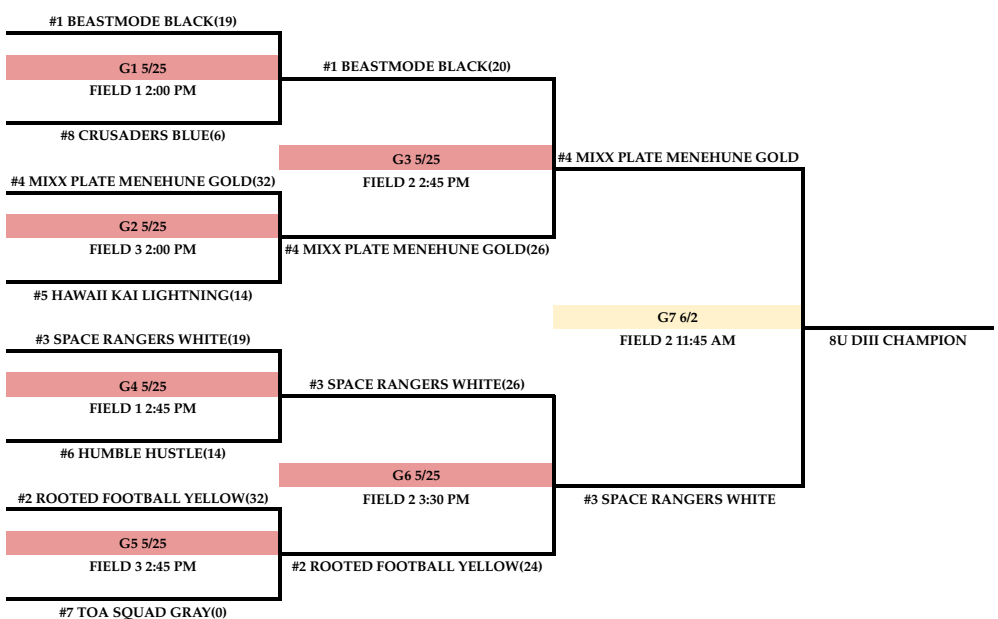 #1 BEASTMODE BLACK(19)
G1 5/25
FIELD 1 2:00 PM
#8 CRUSADERS BLUE(6)
#4 MIXX PLATE MENEHUNE GOLD(32)
G2 5/25
FIELD 3 2:00 PM
#5 HAWAII KAI LIGHTNING(14)
#3 SPACE RANGERS WHITE(19)
G4 5/25
FIELD 1 2:45 PM
#6 HUMBLE HUSTLE(14)
#2 ROOTED FOOTBALL YELLOW(32)
G5 5/25
FIELD 3 2:45 PM
#7 TOA SQUAD GRAY(0)
#1 BEASTMODE BLACK(20)
G3 5/25
FIELD 2 2:45 PM
#4 MIXX PLATE MENEHUNE GOLD(26)
#3 SPACE RANGERS WHITE(26)
G6 5/25
FIELD 2 3:30 PM
#2 ROOTED FOOTBALL YELLOW(24)
#4 MIXX PLATE MENEHUNE GOLD
G7 6/2
FIELD 2 11:45 AM
#3 SPACE RANGERS WHITE
8U DIII CHAMPION